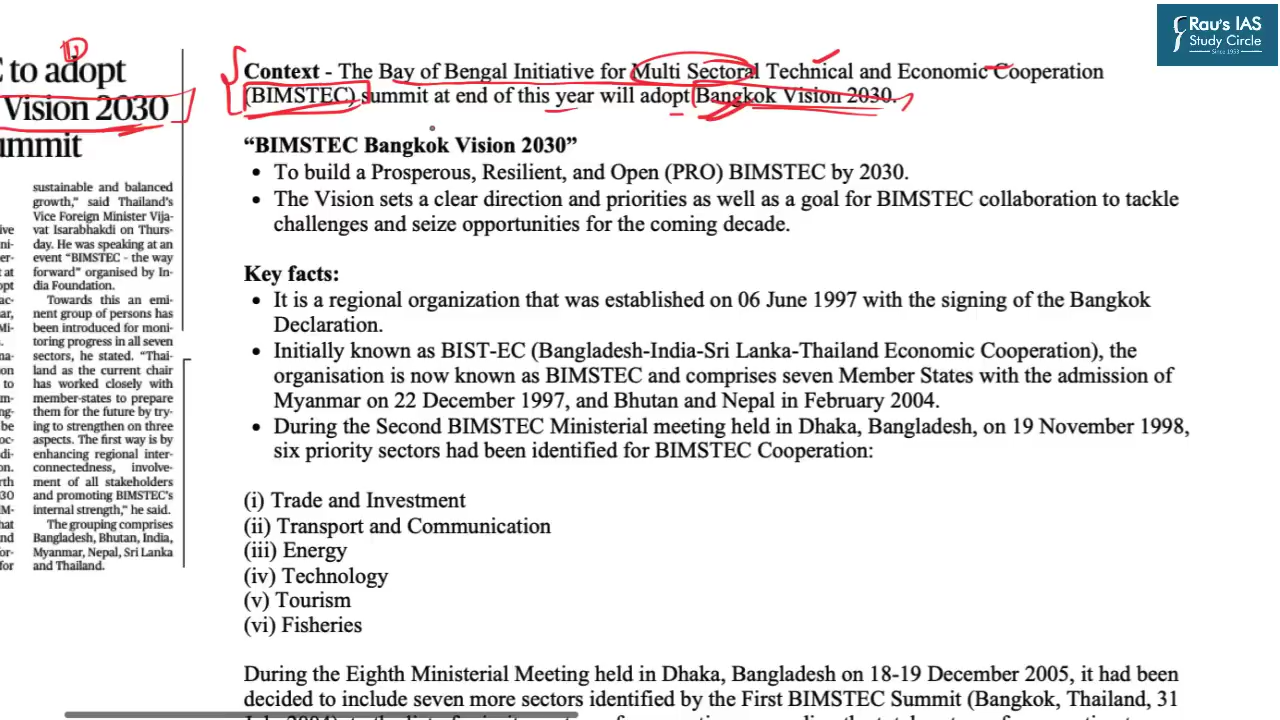 Rau's IAS
Study Circle
Since 1953
to adopt
Vision 2030
ummit
sustainable and balanced
growth," said Thailand's
Vice Foreign Minister Vija-
vat Isarabhakdi on Thurs-
day. He was speaking at an
event "BIMSTEC - the way
forward" organised by In-
dia Foundation.
Towards this an emi-
nent group of persons has
been introduced for moni-
toring progress in all seven
sectors, he stated. "Thai-
land as the current chair
has worked closely with
member-states to prepare
them for the future by try-
ing to strengthen on three
aspects. The first way is by
enhancing regional inter-
connectedness, involve-
ment of all stakeholders
and promoting BIMSTEC's
internal strength," he said.
The grouping comprises
Bangladesh, Bhutan, India,
Myanmar, Nepal, Sri Lanka
and Thailand.
Context - The Bay of Bengal Initiative for Multi Sectoral Technical and Economic Cooperation
(BIMSTEC) summit at end of this year will adopt Bangkok Vision 2030.
“BIMSTEC Bangkok Vision 2030”
• To build a Prosperous, Resilient, and Open (PRO) BIMSTEC by 2030.
• The Vision sets a clear direction and priorities as well as a goal for BIMSTEC collaboration to tackle
challenges and seize opportunities for the coming decade.
Key facts:
• It is a regional organization that was established on 06 June 1997 with the signing of the Bangkok
Declaration.
• Initially known as BIST-EC (Bangladesh-India-Sri Lanka-Thailand Economic Cooperation), the
organisation is now known as BIMSTEC and comprises seven Member States with the admission of
Myanmar on 22 December 1997, and Bhutan and Nepal in February 2004.
• During the Second BIMSTEC Ministerial meeting held in Dhaka, Bangladesh, on 19 November 1998,
six priority sectors had been identified for BIMSTEC Cooperation:
(i) Trade and Investment
(ii) Transport and Communication
(iii) Energy
(iv) Technology
(v) Tourism
(vi) Fisheries
During the Eighth Ministerial Meeting held in Dhaka, Bangladesh on 18-19 December 2005, it had been
decided to include seven more sectors identified by the First BIMSTEC Summit (Bangkok, Thailand, 31